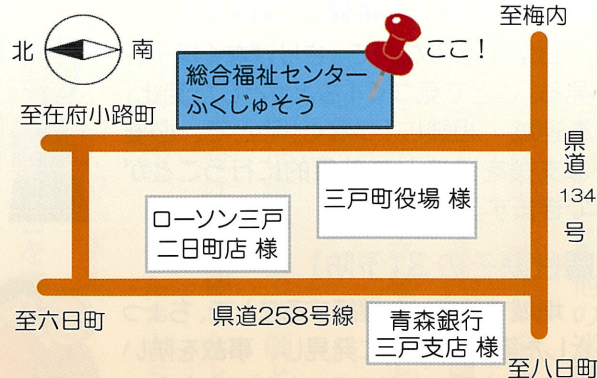 至梅内
北
南
ここ！
総合福祉センター
ふくじゅそう
至在府小路町
県道
134
号
三戸町役場 様
ローソン三戸
二日町店 様
至六日町
県道258号線
青森銀行
三戸支店 様
至八日町